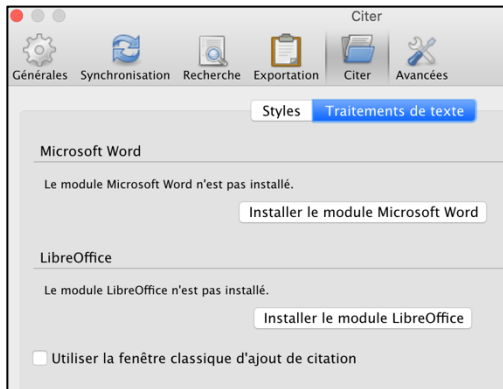 Citer
Générales Synchronisation Recherche Exportation Citer Avancées
Styles Traitements de texte
Microsoft Word
Le module Microsoft Word n'est pas installé.
Installer le module Microsoft Word
LibreOffice
Le module LibreOffice n'est pas installé.
Installer le module LibreOffice
Utiliser la fenêtre classique d'ajout de citation